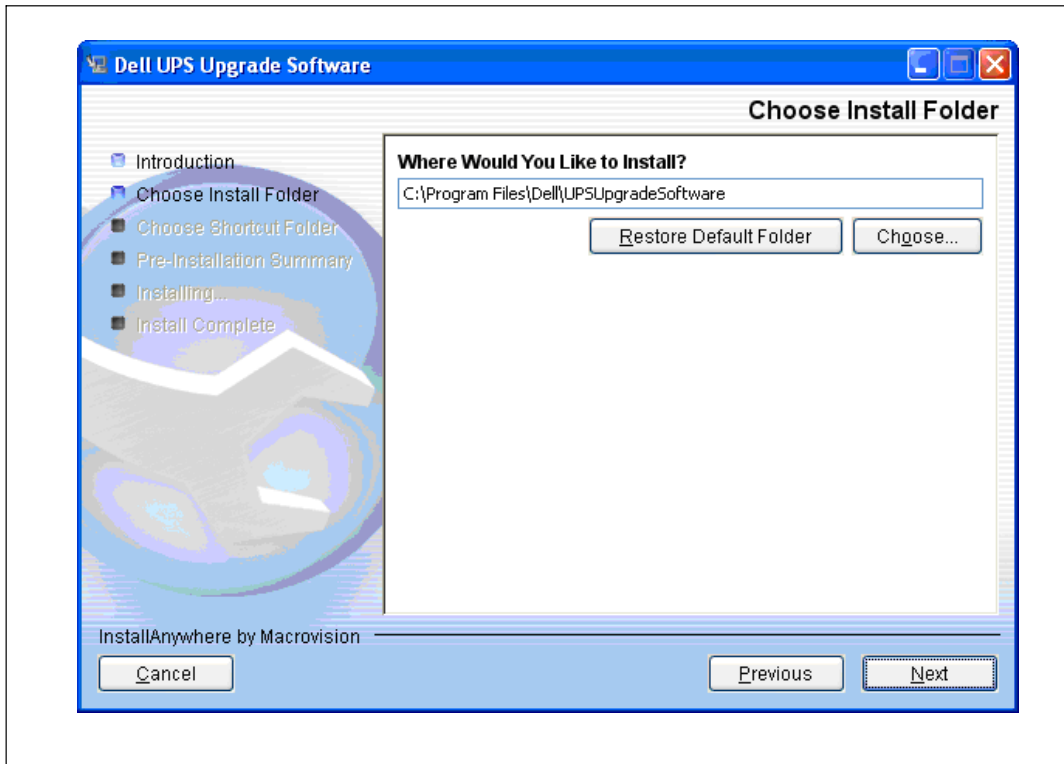 Dell UPS Upgrade Software
Choose Install Folder
Introduction
Choose Install Folder
Choose Shortcut Folder
Pre-Installation Summary
Installing...
Install Complete
Where Would You Like to Install?
C:\Program Files\Dell\UPSUpgradeSoftware
Restore Default Folder
Choose...
InstallAnywhere by Macrovision
Cancel
Previous
Next